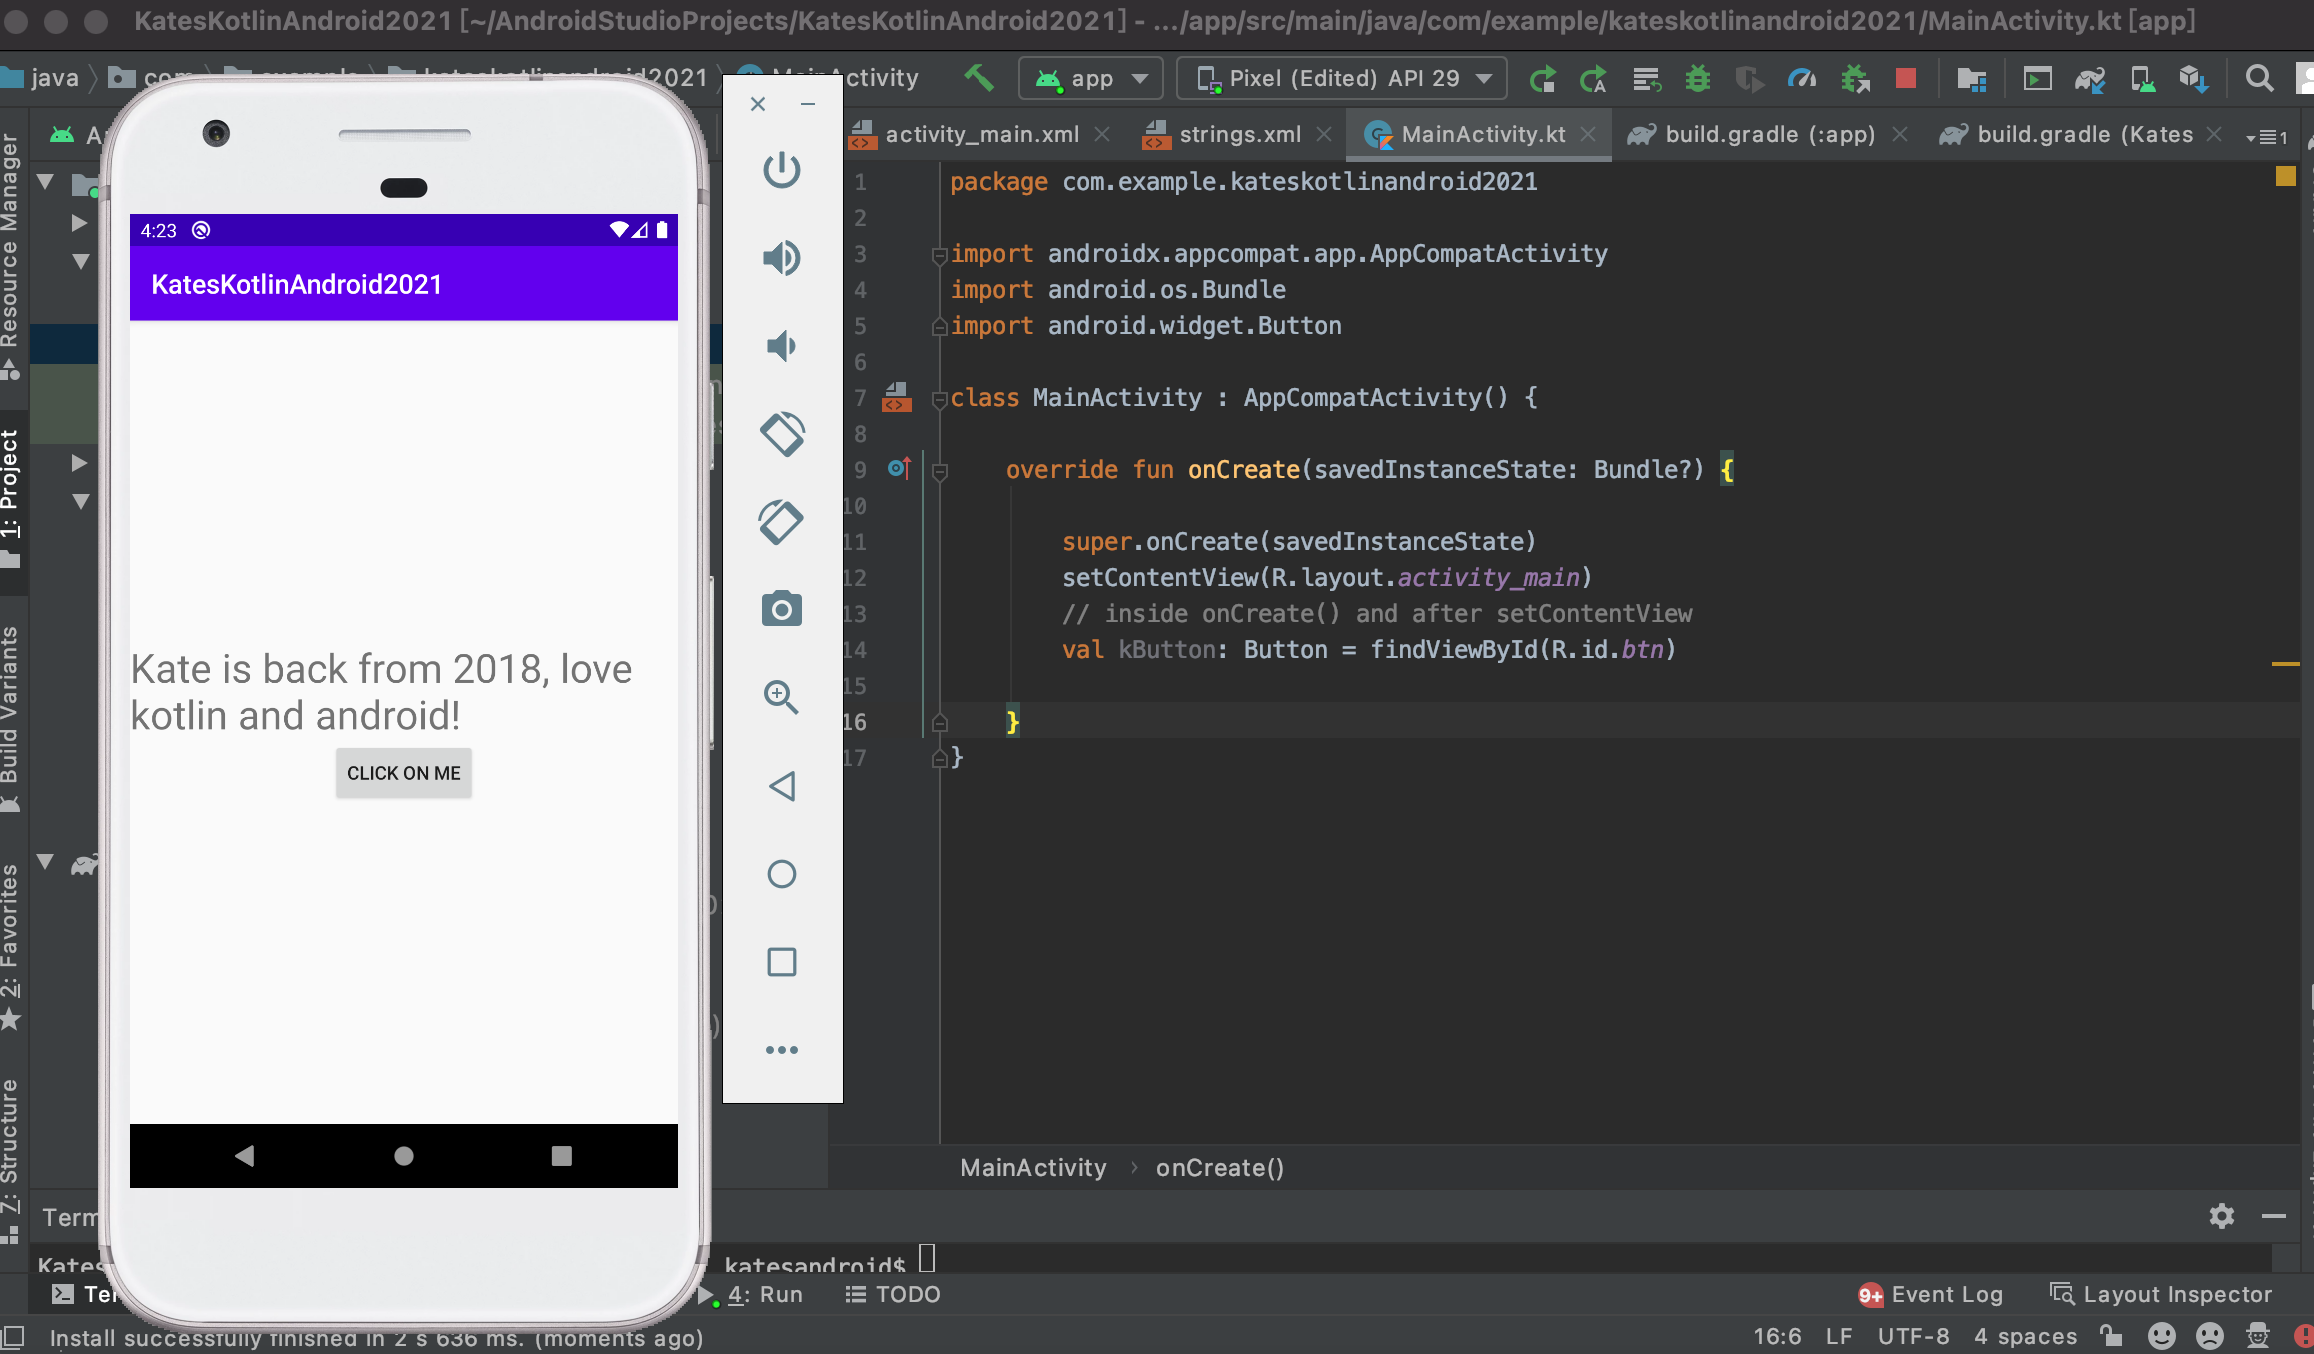 KatesKotlinAndroid2021 [~/AndroidStudioProjects/KatesKotlinAndroid2021] - .../app/src/main/java/com/example/kateskotlinandroid2021/MainActivity.kt [app]
java com example kateskotlinandroid2021 MainActivity app Pixel (Edited) API 29
activity_main.xml strings.xml MainActivity.kt build.gradle (:app) build.gradle (Kates 1
Resource Manager
1: Project
Build Variants
2: Favorites
7: Structure
4:23
KatesKotlinAndroid2021
Kate is back from 2018, love
kotlin and android!
CLICK ON ME
1 package com.example.kateskotlinandroid2021
2
3 import androidx.appcompat.app.AppCompatActivity
4 import android.os.Bundle
5 import android.widget.Button
6
7 class MainActivity : AppCompatActivity() {
8
9 override fun onCreate(savedInstanceState: Bundle?) {
10
11 super.onCreate(savedInstanceState)
12 setContentView(R.layout.activity_main)
13 // inside onCreate() and after setContentView
14 val kButton: Button = findViewById(R.id.btn)
15
16 }
17 }
MainActivity › onCreate()
katesandroid$
4: Run TODO 9+ Event Log Layout Inspector
Install successfully finished in 2 s 636 ms. (moments ago) 16:6 LF UTF-8 4 spaces